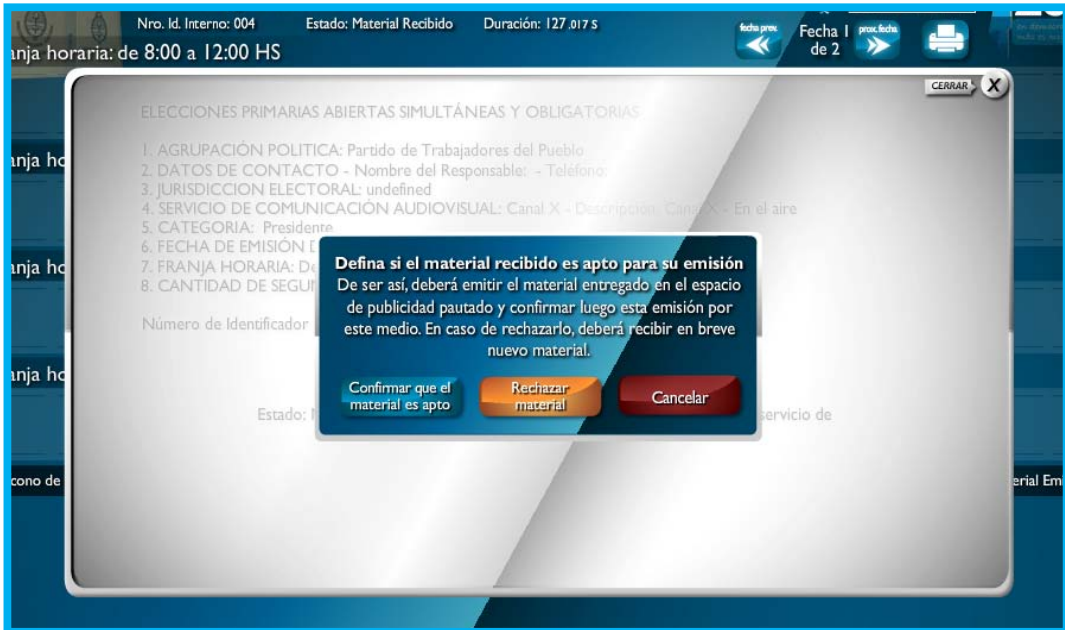 Nro. Id. Interno: 004 Estado: Material Recibido Duración: 127.017 S
anja horaria: de 8:00 a 12:00 HS
fecha prev.
Fecha 1
de 2
prox. fecha
CERRAR X
ELECCIONES PRIMARIAS ABIERTAS SIMULTÁNEAS Y OBLIGATORIAS
1. AGRUPACIÓN POLITICA: Partido de Trabajadores del Pueblo
2. DATOS DE CONTACTO - Nombre del Responsable: - Teléfono:
3. JURISDICCION ELECTORAL: undefined
4. SERVICIO DE COMUNICACIÓN AUDIOVISUAL: Canal X - Descripción: Canal X - En el aire
5. CATEGORIA: Presidente
6. FECHA DE EMISIÓN D
7. FRANJA HORARIA: De
8. CANTIDAD DE SEGU
Número de Identificador
Estado: servicio de
Defina si el material recibido es apto para su emisión
De ser así, deberá emitir el material entregado en el espacio
de publicidad pautado y confirmar luego esta emisión por
este medio. En caso de rechazarlo, deberá recibir en breve
nuevo material.
Confirmar que el
material es apto
Rechazar
material
Cancelar
anja ho
anja ho
anja ho
cono de
erial Em